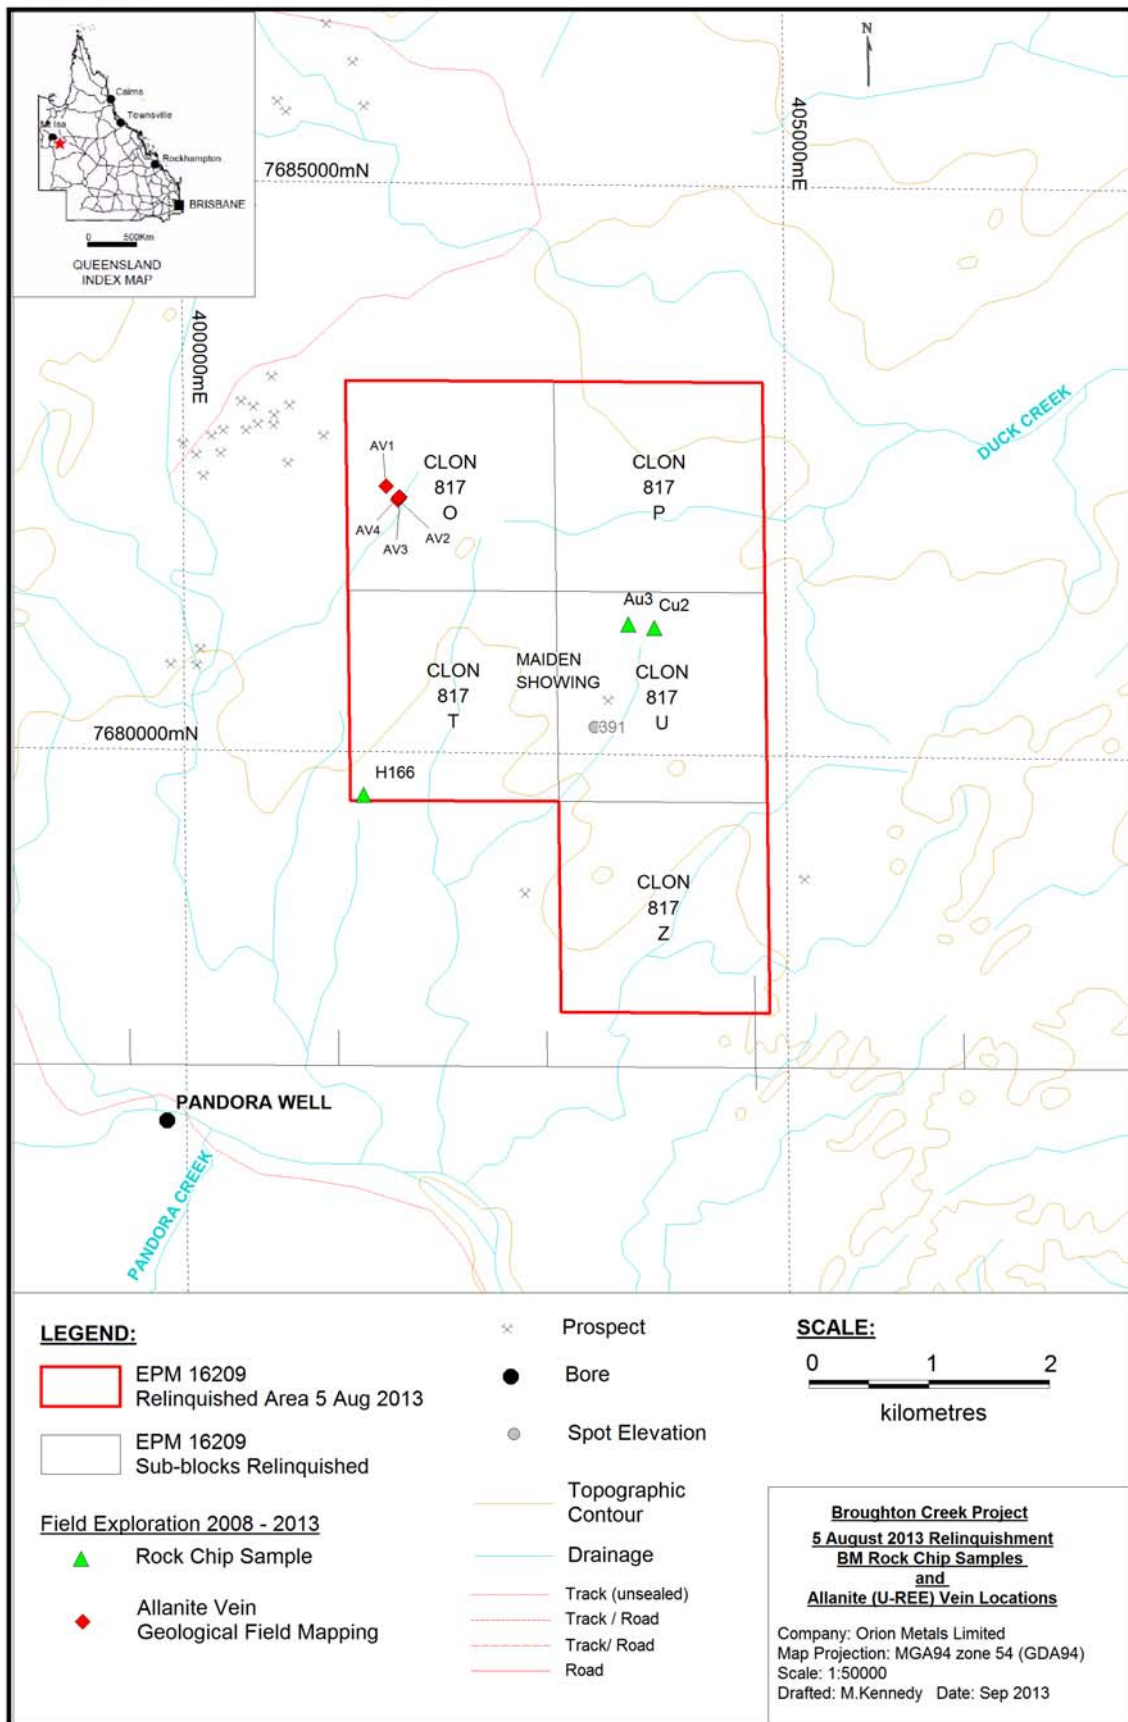 Cairns
Townsville
Mt Isa
Rockhampton
BRISBANE
0 500Km
QUEENSLAND
INDEX MAP
N
405000mE
7685000mN
400000mE
DUCK CREEK
AV1
CLON
817
O
CLON
817
P
AV4
AV3
AV2
Au3
Cu2
MAIDEN
SHOWING
CLON
817
T
CLON
817
U
391
7680000mN
H166
CLON
817
Z
PANDORA WELL
PANDORA CREEK
LEGEND:
EPM 16209
Relinquished Area 5 Aug 2013
EPM 16209
Sub-blocks Relinquished
Field Exploration 2008 - 2013
Rock Chip Sample
Allanite Vein
Geological Field Mapping
Prospect
Bore
Spot Elevation
Topographic
Contour
Drainage
Track (unsealed)
Track / Road
Track/ Road
Road
SCALE:
0 1 2
kilometres
Broughton Creek Project
5 August 2013 Relinquishment
BM Rock Chip Samples
and
Allanite (U-REE) Vein Locations
Company: Orion Metals Limited
Map Projection: MGA94 zone 54 (GDA94)
Scale: 1:50000
Drafted: M.Kennedy Date: Sep 2013